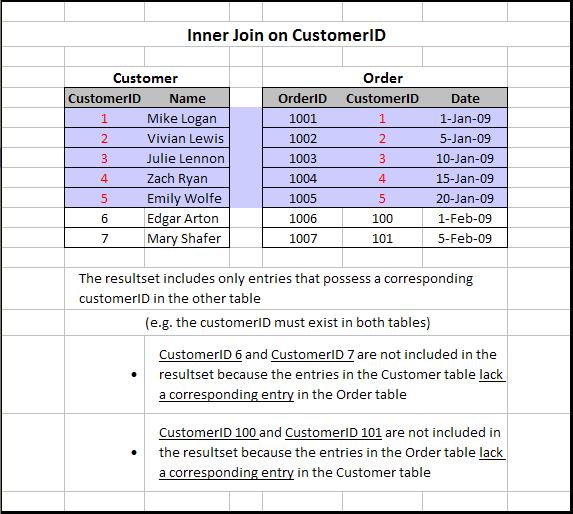 Inner Join on CustomerID
Customer Order
CustomerID Name OrderID CustomerID Date
1 Mike Logan 1001 1 1-Jan-09
2 Vivian Lewis 1002 2 5-Jan-09
3 Julie Lennon 1003 3 10-Jan-09
4 Zach Ryan 1004 4 15-Jan-09
5 Emily Wolfe 1005 5 20-Jan-09
6 Edgar Arton 1006 100 1-Feb-09
7 Mary Shafer 1007 101 5-Feb-09
The resultset includes only entries that possess a corresponding
customerID in the other table
(e.g. the customerID must exist in both tables)
CustomerID 6 and CustomerID 7 are not included in the
• resultset because the entries in the Customer table lack
a corresponding entry in the Order table
CustomerID 100 and CustomerID 101 are not included in
• the resultset because the entries in the Order table lack
a corresponding entry in the Customer table